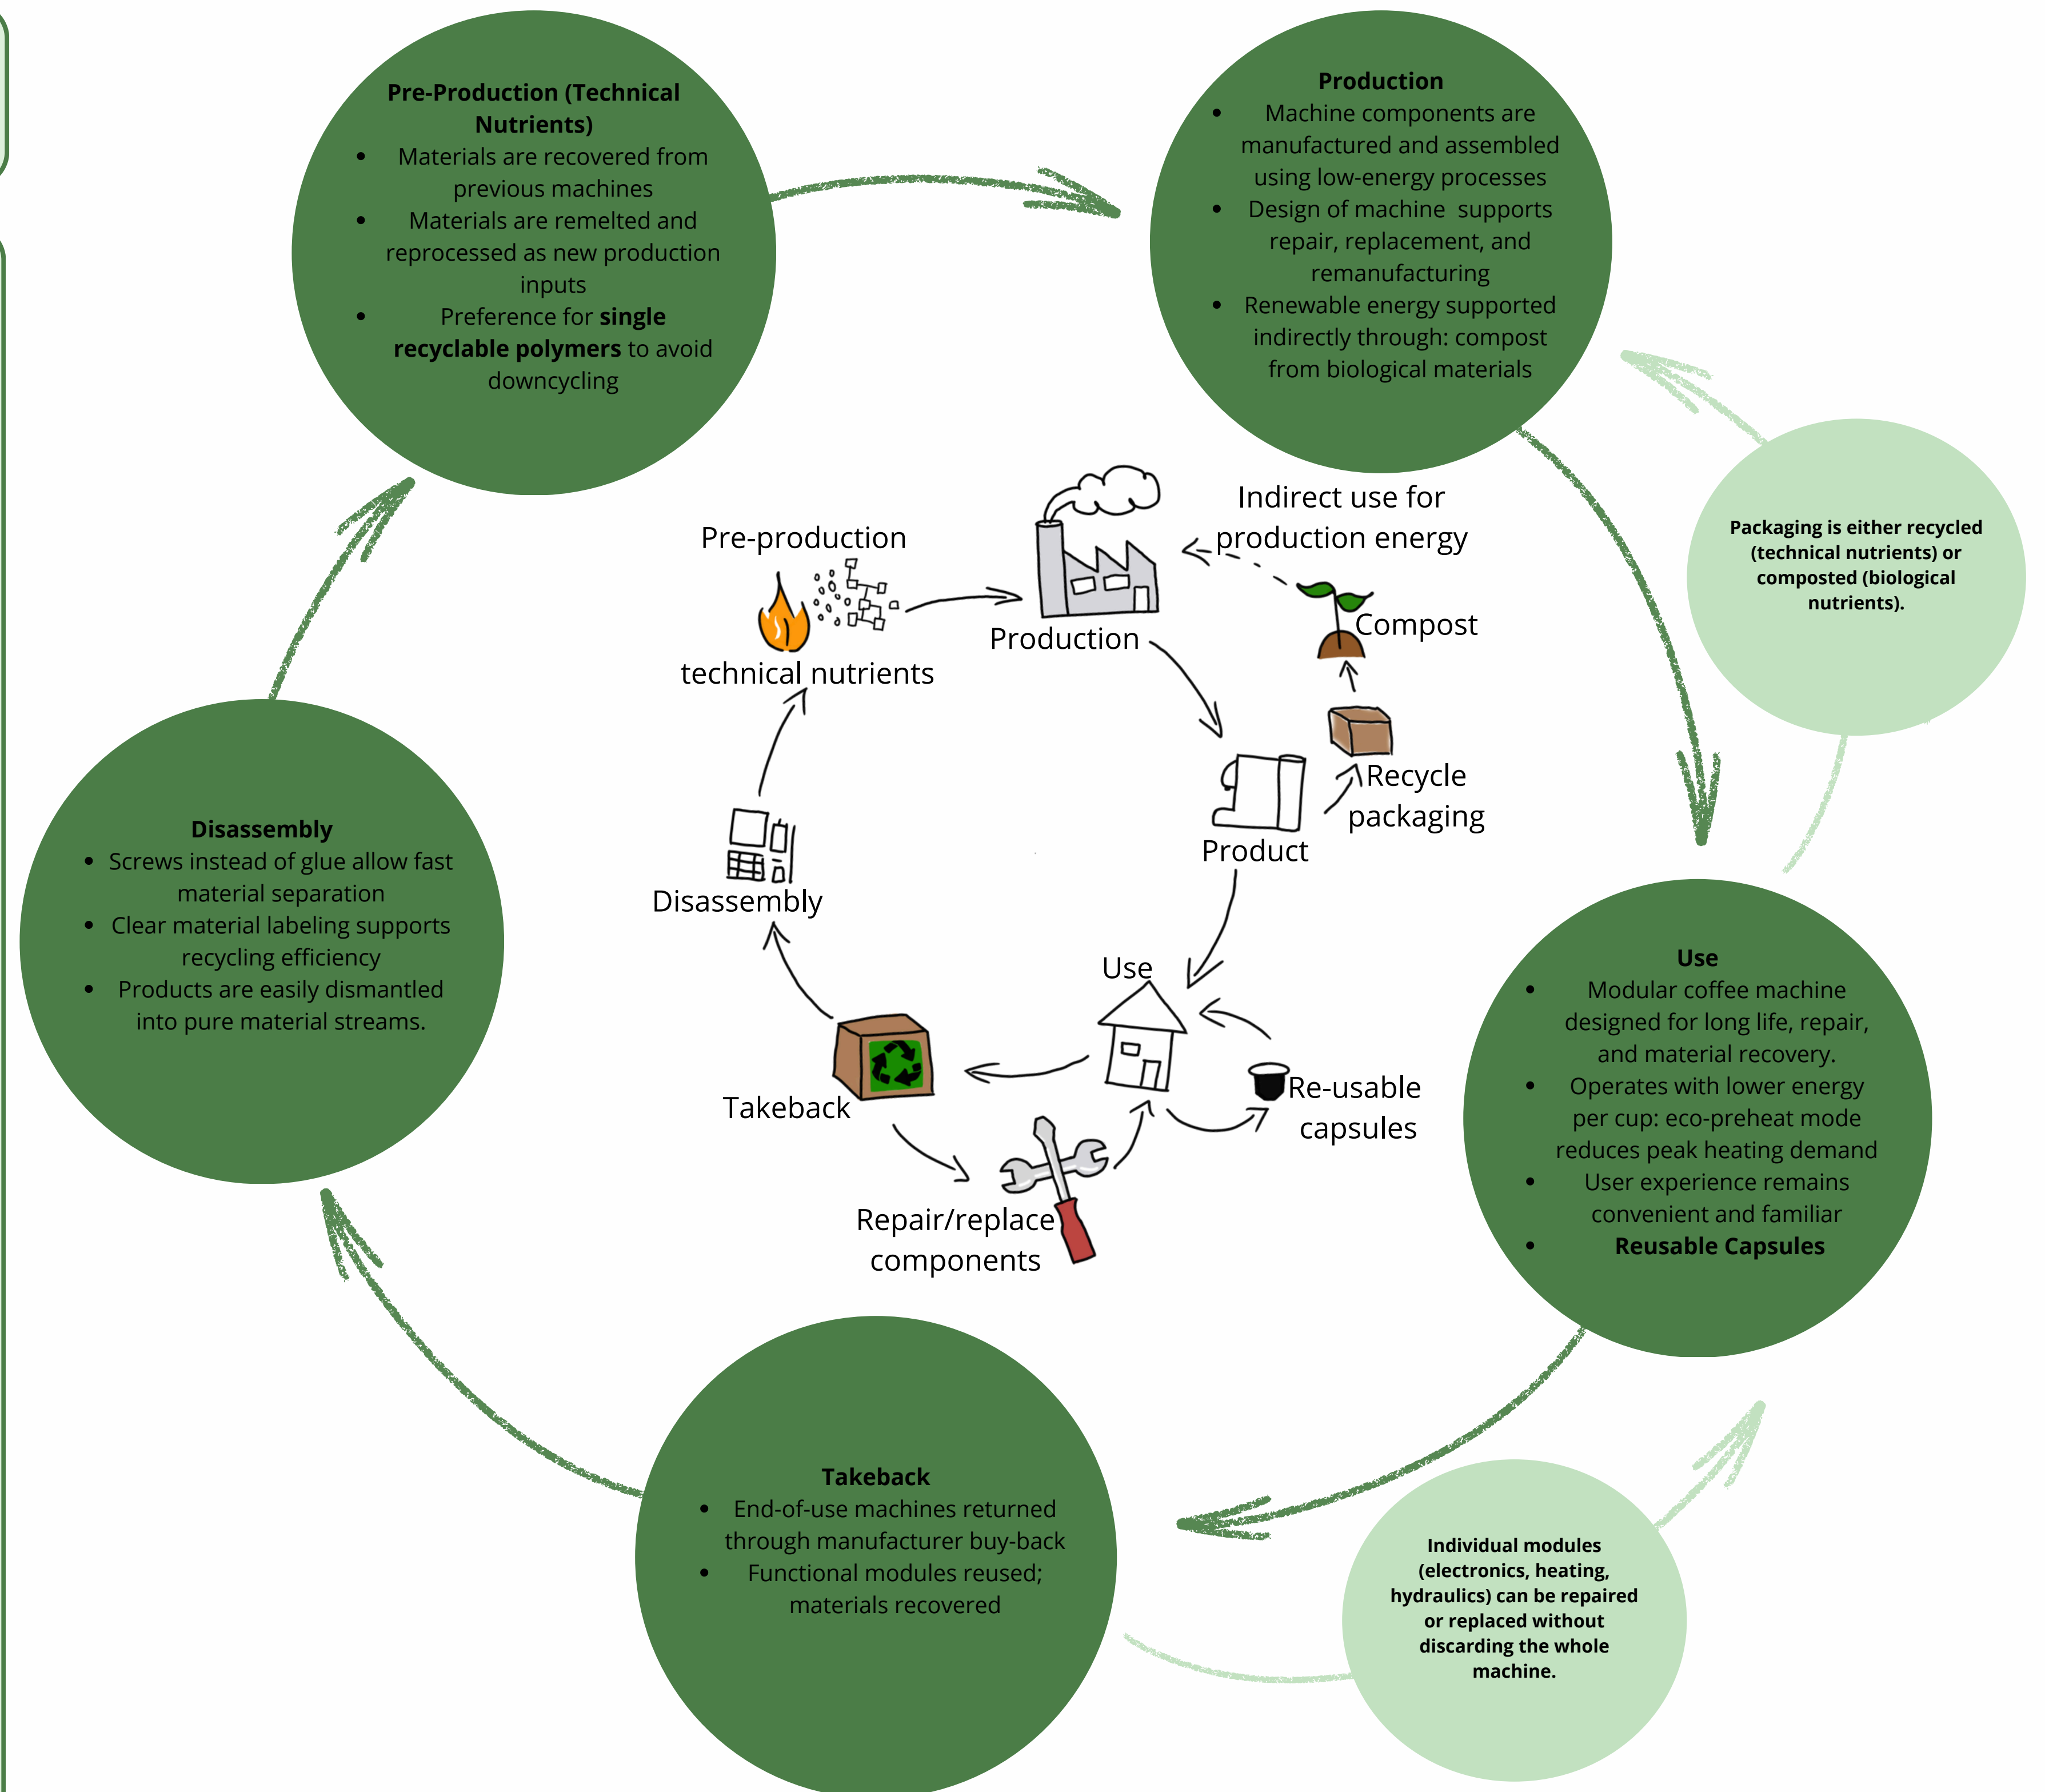 Pre-Production (Technical
Nutrients)
• Materials are recovered from
previous machines
• Materials are remelted and
reprocessed as new production
inputs
• Preference for single
recyclable polymers to avoid
downcycling
Production
• Machine components are
manufactured and assembled
using low-energy processes
• Design of machine supports
repair, replacement, and
remanufacturing
• Renewable energy supported
indirectly through: compost
from biological materials
Packaging is either recycled
(technical nutrients) or
composted (biological
nutrients).
Use
• Modular coffee machine
designed for long life, repair,
and material recovery.
• Operates with lower energy
per cup: eco-preheat mode
reduces peak heating demand
• User experience remains
convenient and familiar
• Reusable Capsules
Individual modules
(electronics, heating,
hydraulics) can be repaired
or replaced without
discarding the whole
machine.
Takeback
• End-of-use machines returned
through manufacturer buy-back
• Functional modules reused;
materials recovered
Disassembly
• Screws instead of glue allow fast
material separation
• Clear material labeling supports
recycling efficiency
• Products are easily dismantled
into pure material streams.
Pre-production
technical nutrients
Production
Indirect use for
production energy
Compost
Recycle
packaging
Product
Use
Re-usable
capsules
Repair/replace
components
Takeback
Disassembly